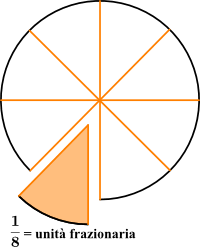 1/8 = unità frazionaria